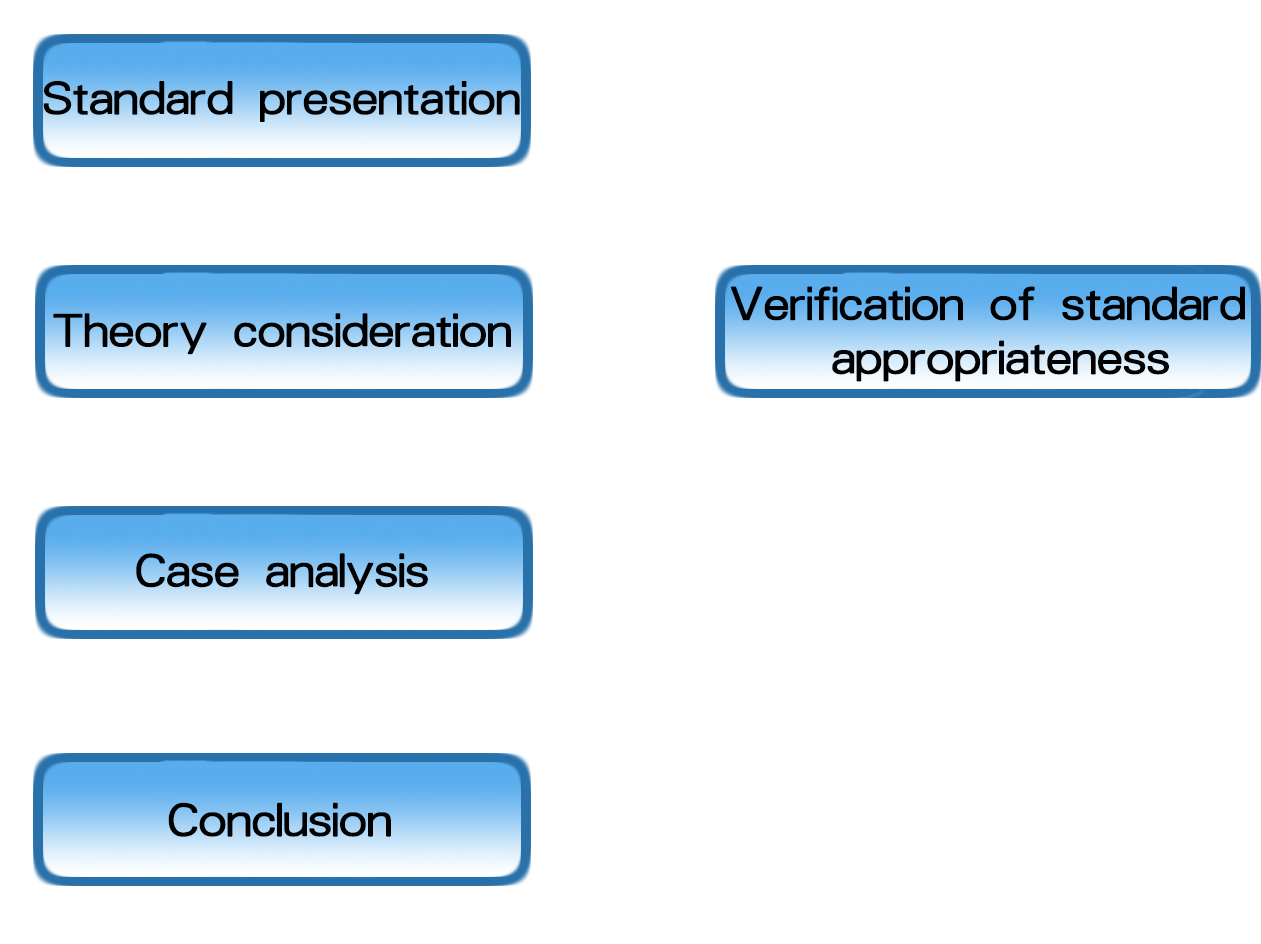 Standard presentation
Theory consideration
Verification of standard
appropriateness
Case analysis
Conclusion